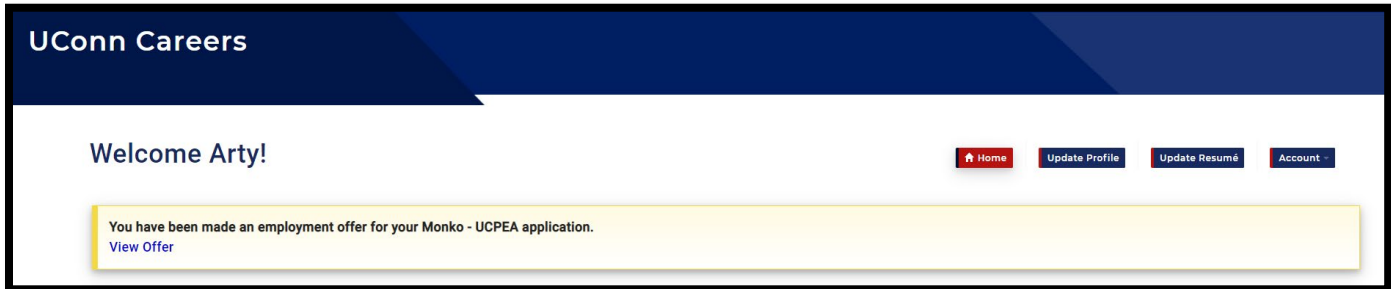 UConn Careers
Welcome Arty!
Home Update Profile Update Resumé Account
You have been made an employment offer for your Monko - UCPEA application.
View Offer